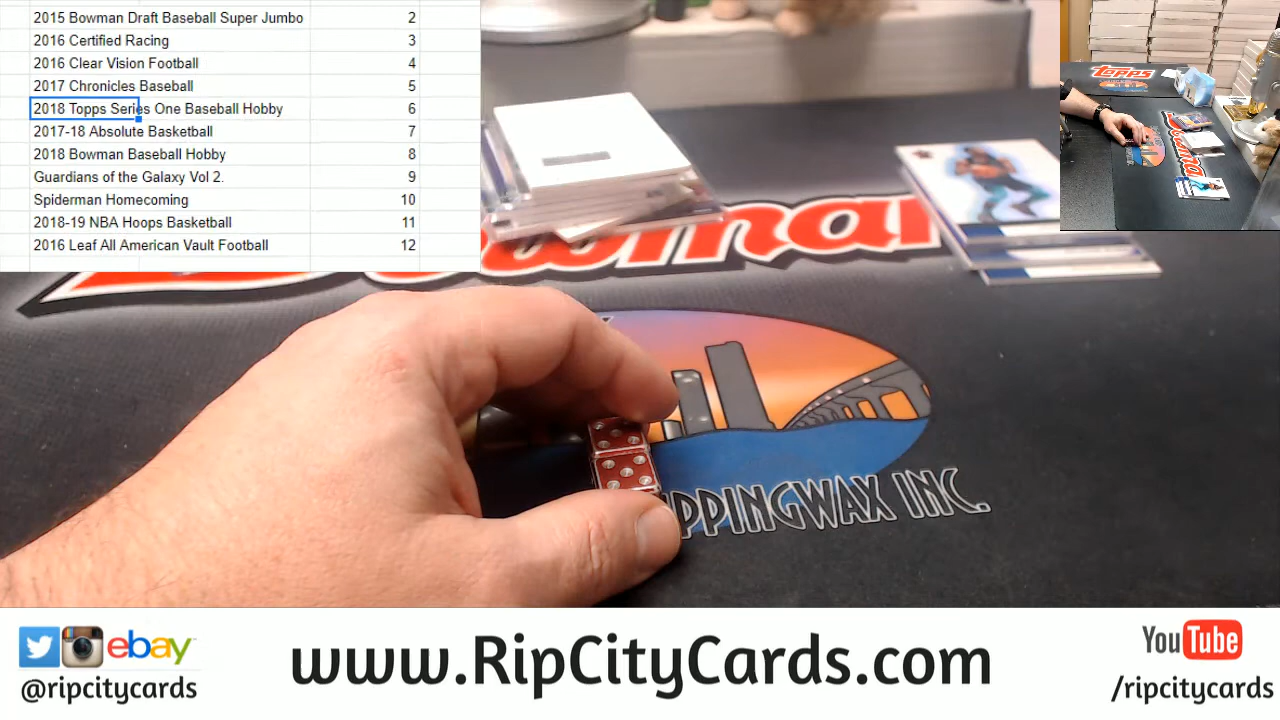 2015 Bowman Draft Baseball Super Jumbo 2
2016 Certified Racing 3
2016 Clear Vision Football 4
2017 Chronicles Baseball 5
2018 Topps Series One Baseball Hobby 6
2017-18 Absolute Basketball 7
2018 Bowman Baseball Hobby 8
Guardians of the Galaxy Vol 2. 9
Spiderman Homecoming 10
2018-19 NBA Hoops Basketball 11
2016 Leaf All American Vault Football 12
topps
Bowman
PPINGWAX INC.
ebay
@ripcitycards
www.RipCityCards.com
YouTube
/ripcitycards